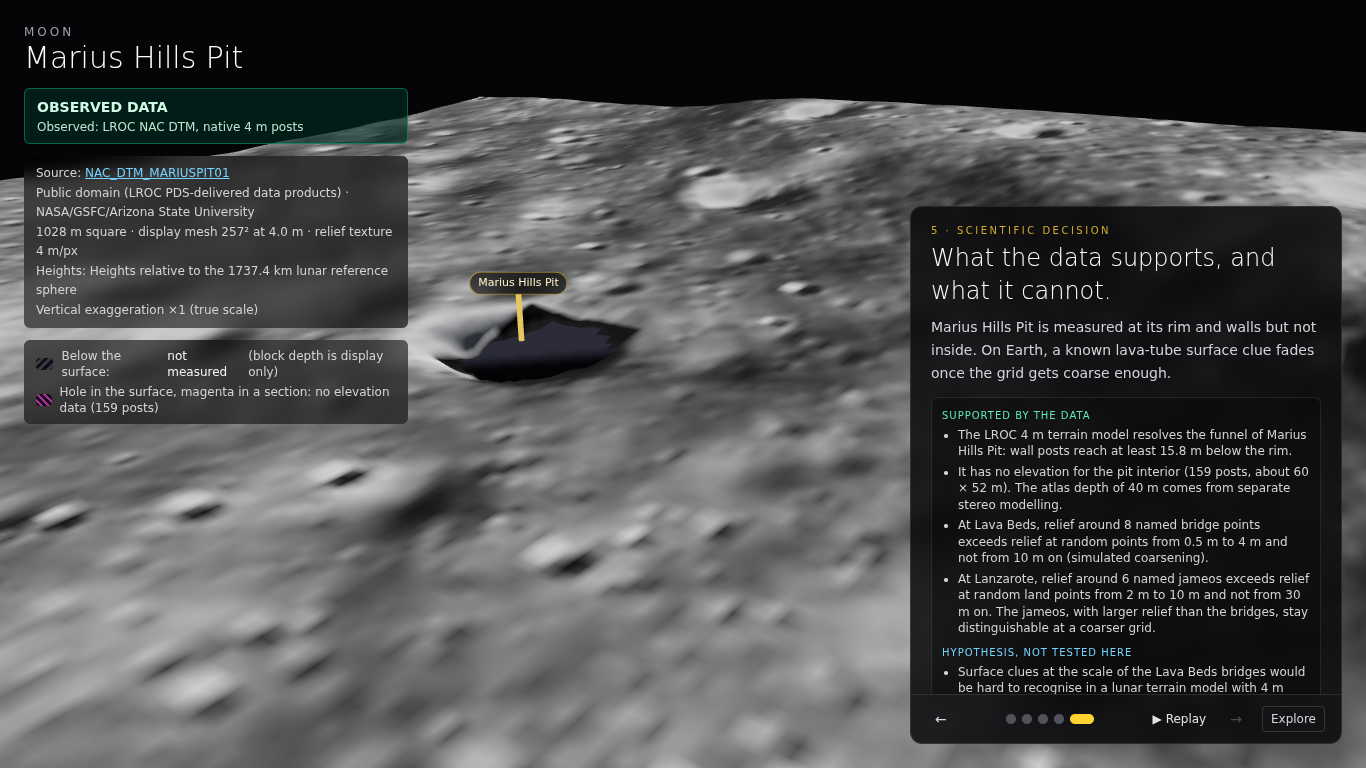 MOON
Marius Hills Pit
OBSERVED DATA
Observed: LROC NAC DTM, native 4 m posts
Source: NAC_DTM_MARIUSPIT01
Public domain (LROC PDS-delivered data products) ·
NASA/GSFC/Arizona State University
1028 m square · display mesh 257² at 4.0 m · relief texture
4 m/px
Heights: Heights relative to the 1737.4 km lunar reference
sphere
Vertical exaggeration ×1 (true scale)
Below the surface: not measured (block depth is display only)
Hole in the surface, magenta in a section: no elevation
data (159 posts)
Marius Hills Pit
5 · SCIENTIFIC DECISION
What the data supports, and
what it cannot.
Marius Hills Pit is measured at its rim and walls but not
inside. On Earth, a known lava-tube surface clue fades
once the grid gets coarse enough.
SUPPORTED BY THE DATA
• The LROC 4 m terrain model resolves the funnel of Marius
Hills Pit: wall posts reach at least 15.8 m below the rim.
• It has no elevation for the pit interior (159 posts, about 60
× 52 m). The atlas depth of 40 m comes from separate
stereo modelling.
• At Lava Beds, relief around 8 named bridge points
exceeds relief at random points from 0.5 m to 4 m and
not from 10 m on (simulated coarsening).
• At Lanzarote, relief around 6 named jameos exceeds relief
at random land points from 2 m to 10 m and not from 30
m on. The jameos, with larger relief than the bridges, stay
distinguishable at a coarser grid.
HYPOTHESIS, NOT TESTED HERE
• Surface clues at the scale of the Lava Beds bridges would
be hard to recognise in a lunar terrain model with 4 m
← ▶ Replay → Explore